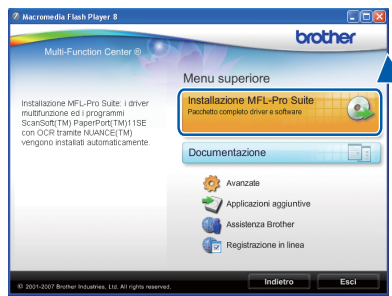 Macromedia Flash Player 8
brother
Multi-Function Center ®
Menu superiore
Installazione MFL-Pro Suite: i driver
multifunzione ed i programmi
ScanSoft(TM) PaperPort(TM)11SE
con OCR tramite NUANCE(TM)
vengono installati automaticamente.
Installazione MFL-Pro Suite
Pacchetto completo driver e software
Documentazione
Avanzate
Applicazioni aggiuntive
Assistenza Brother
Registrazione in linea
© 2001-2007 Brother Industries, Ltd. All rights reserved.
Indietro
Esci